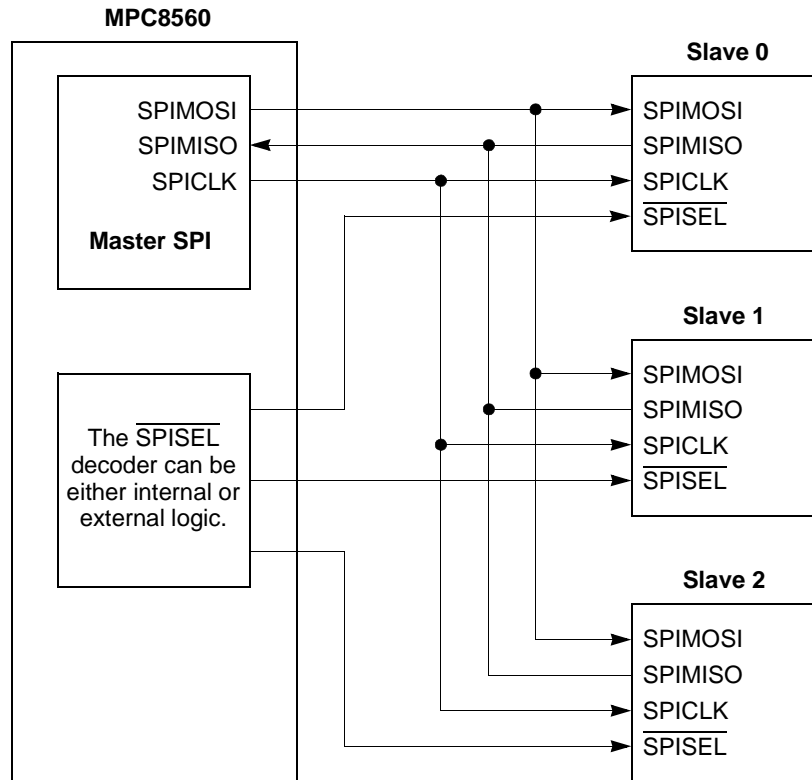 MPC8560
SPIMOSI
SPIMISO
SPICLK
Master SPI
The SPISEL
decoder can be
either internal or
external logic.
Slave 0
SPIMOSI
SPIMISO
SPICLK
SPISEL
Slave 1
SPIMOSI
SPIMISO
SPICLK
SPISEL
Slave 2
SPIMOSI
SPIMISO
SPICLK
SPISEL